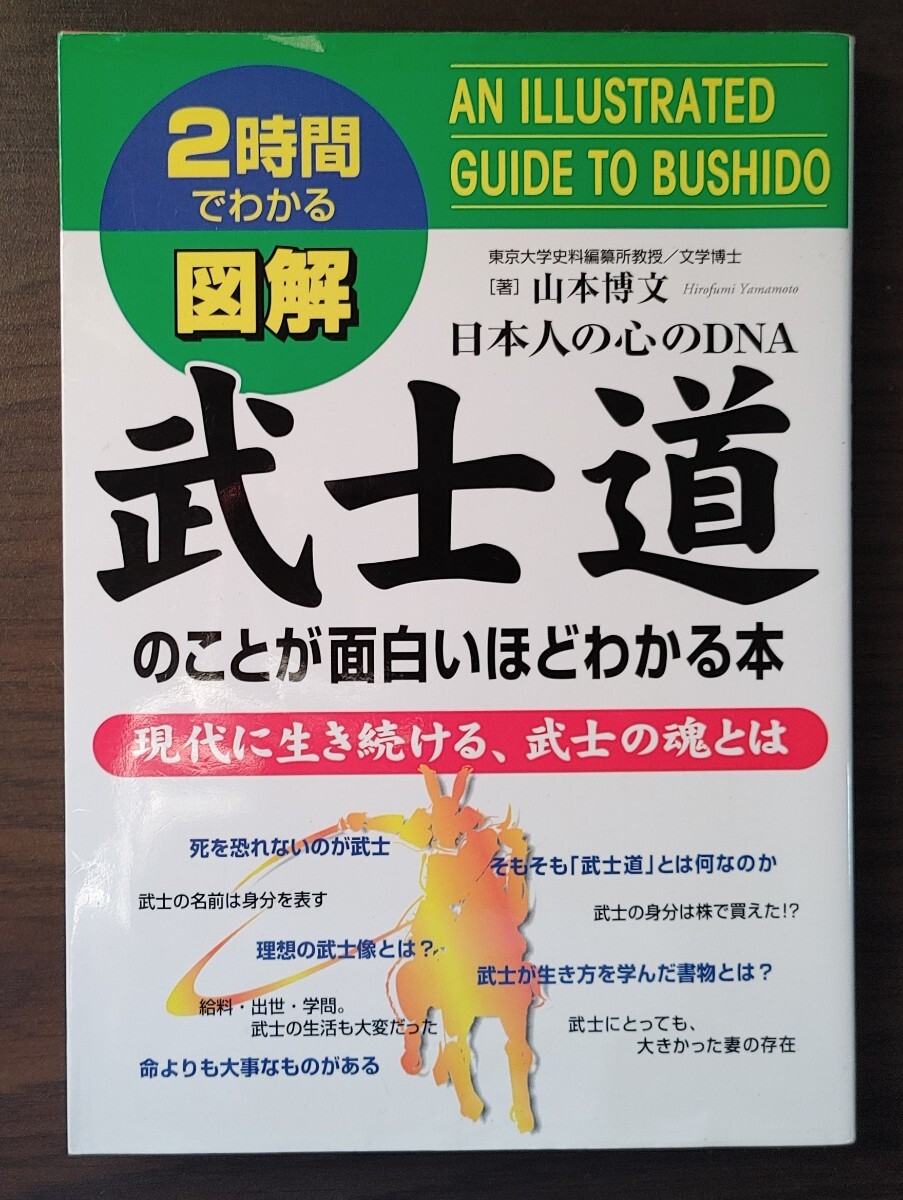 2時間
でわかる
図解
AN ILLUSTRATED
GUIDE TO BUSHIDO
東京大学史料編纂所教授／文学博士
［著］山本博文 Hirofumi Yamamoto
日本人の心のDNA
武士道
のことが面白いほどわかる本
現代に生き続ける、武士の魂とは
死を恐れないのが武士
そもそも「武士道」とは何なのか
武士の名前は身分を表す
武士の身分は株で買えた!?
理想の武士像とは?
武士が生き方を学んだ書物とは?
給料・出世・学問。
武士の生活も大変だった
武士にとっても、
大きかった妻の存在
命よりも大事なものがある